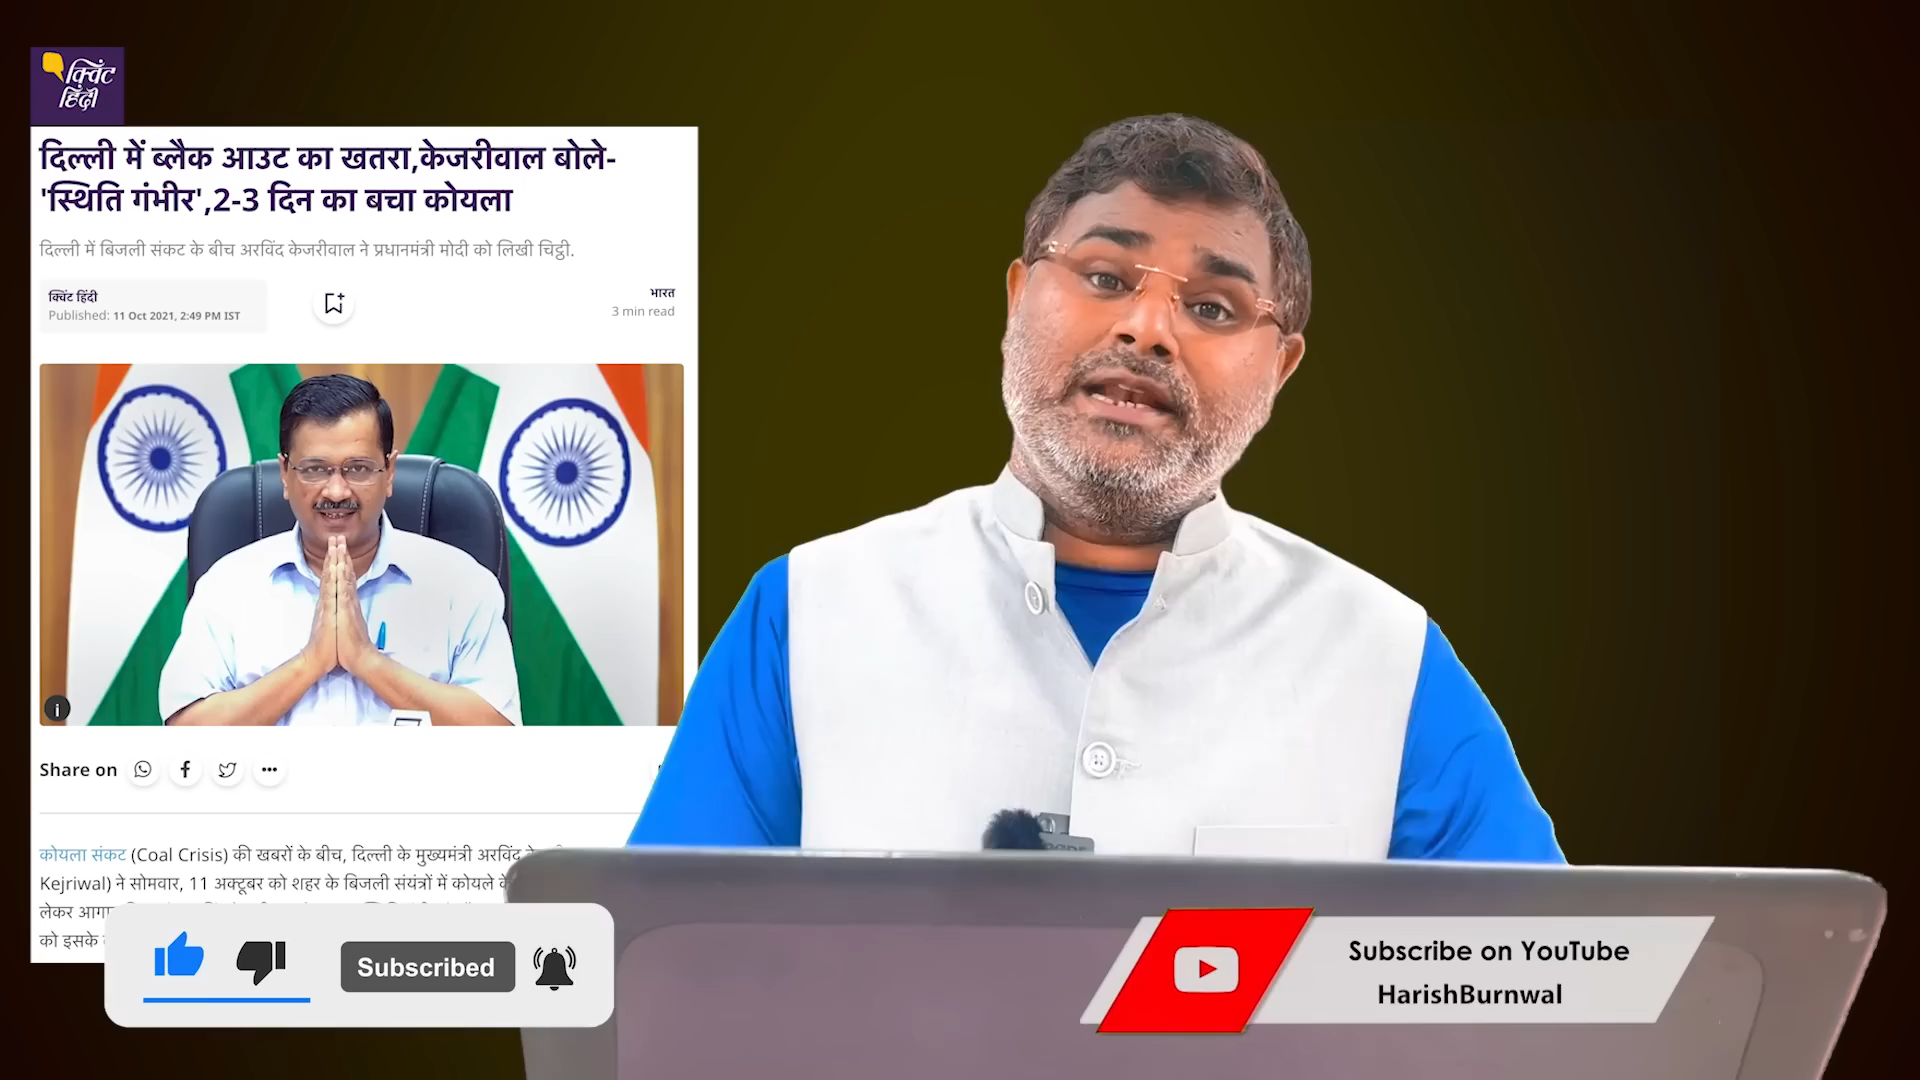 क्विंट
हिंदी
दिल्ली में ब्लैक आउट का खतरा,केजरीवाल बोले-
'स्थिति गंभीर',2-3 दिन का बचा कोयला
दिल्ली में बिजली संकट के बीच अरविंद केजरीवाल ने प्रधानमंत्री मोदी को लिखी चिट्ठी.
क्विंट हिंदी
Published: 11 Oct 2021, 2:49 PM IST
भारत
3 min read
i
Share on
कोयला संकट (Coal Crisis) की खबरों के बीच, दिल्ली के मुख्यमंत्री अरविंद
Kejriwal) ने सोमवार, 11 अक्टूबर को शहर के बिजली संयंत्रों में कोयले
लेकर
को इसके
Subscribed
Subscribe on YouTube
HarishBurnwal